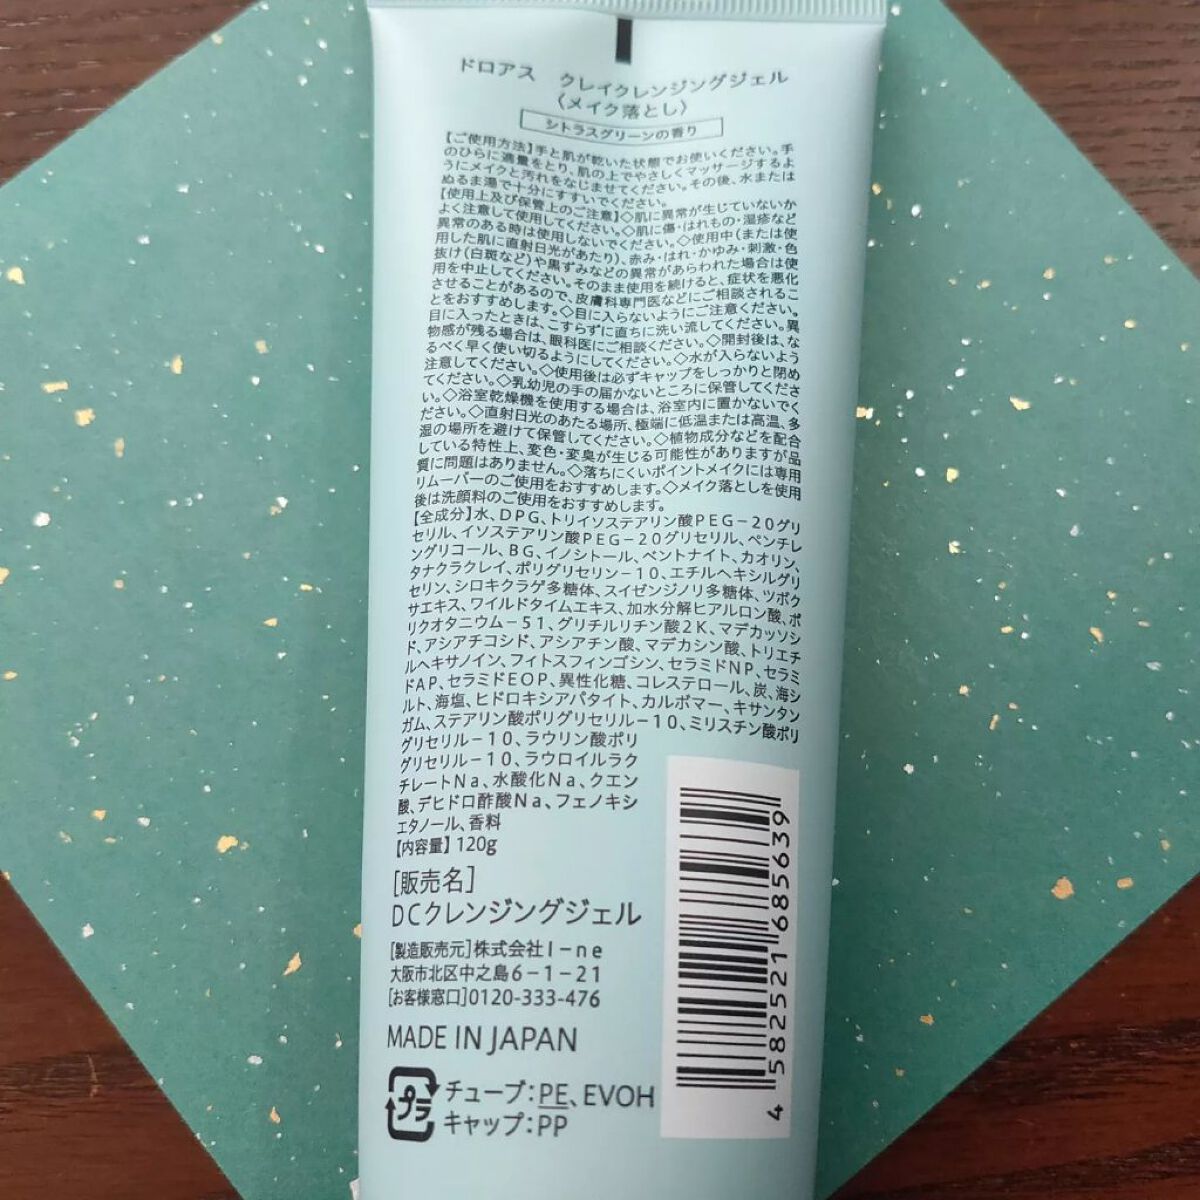 ドロアス クレイクレンジングジェル
〈メイク落とし〉
シトラスグリーンの香り
【ご使用方法】手と肌が乾いた状態でお使いください。手
のひらに適量をとり、肌の上でやさしくマッサージするよ
うにメイクと汚れをなじませてください。その後、水または
ぬるま湯で十分にすすいでください。
【使用上及び保管上のご注意】◇肌に異常が生じていないか
よく注意して使用してください。◇肌に傷・はれもの・湿疹など
異常のある時は使用しないでください。◇使用中(または使
用した肌に直射日光があたり)、赤み・はれ・かゆみ・刺激・色
抜け(白斑など)や黒ずみなどの異常があらわれた場合は使
用を中止してください。そのまま使用を続けると、症状を悪化
させることがあるので、皮膚科専門医などにご相談されるこ
とをおすすめします。◇目に入らないようにご注意ください。
目に入ったときは、こすらずに直ちに洗い流してください。異
物感が残る場合は、眼科医にご相談ください。◇開封後は、な
るべく早く使い切るようにしてください。◇水が入らないよう
注意してください。◇使用後は必ずキャップをしっかりと閉め
てください。◇乳幼児の手の届かないところに保管してくださ
い。◇浴室乾燥機を使用する場合は、浴室内に置かないでく
ださい。◇直射日光のあたる場所、極端に低温または高温、多
湿の場所を避けて保管してください。◇植物成分などを配合
している特性上、変色・変臭が生じる可能性がありますが品
質に問題はありません。◇落ちにくいポイントメイクには専用
リムーバーのご使用をおすすめします。◇メイク落としを使用
後は洗顔料のご使用をおすすめします。
【全成分】水、DPG、トリイソステアリン酸PEG-20グリ
セリル、イソステアリン酸PEG-20グリセリル、ペンチレ
ングリコール、BG、イノシトール、ベントナイト、カオリン、
タナクラクレイ、ポリグリセリン-10、エチルヘキシルグリ
セリン、シロキクラゲ多糖体、スイゼンジノリ多糖体、ツボク
サエキス、ワイルドタイムエキス、加水分解ヒアルロン酸、ポ
リクオタニウム-51、グリチルリチン酸2K、マデカッソシ
ド、アシアチコシド、アシアチン酸、マデカシン酸、トリエチ
ルヘキサノイン、フィトスフィンゴシン、セラミドNP、セラミ
ドAP、セラミドEOP、異性化糖、コレステロール、炭、海シ
ルト、海塩、ヒドロキシアパタイト、カルボマー、キサンタン
ガム、ステアリン酸ポリグリセリル-10、ミリスチン酸ポリ
グリセリル-10、ラウリン酸ポリ
グリセリル-10、ラウロイルラク
チレートNa、水酸化Na、クエン
酸、デヒドロ酢酸Na、フェノキシ
エタノール、香料
【内容量】120g
[販売名]
DCクレンジングジェル
[製造販売元]株式会社I-ne
大阪市北区中之島6-1-21
[お客様窓口]0120-333-476
MADE IN JAPAN
プラ チューブ:PE、EVOH
キャップ:PP
4 582521 685639